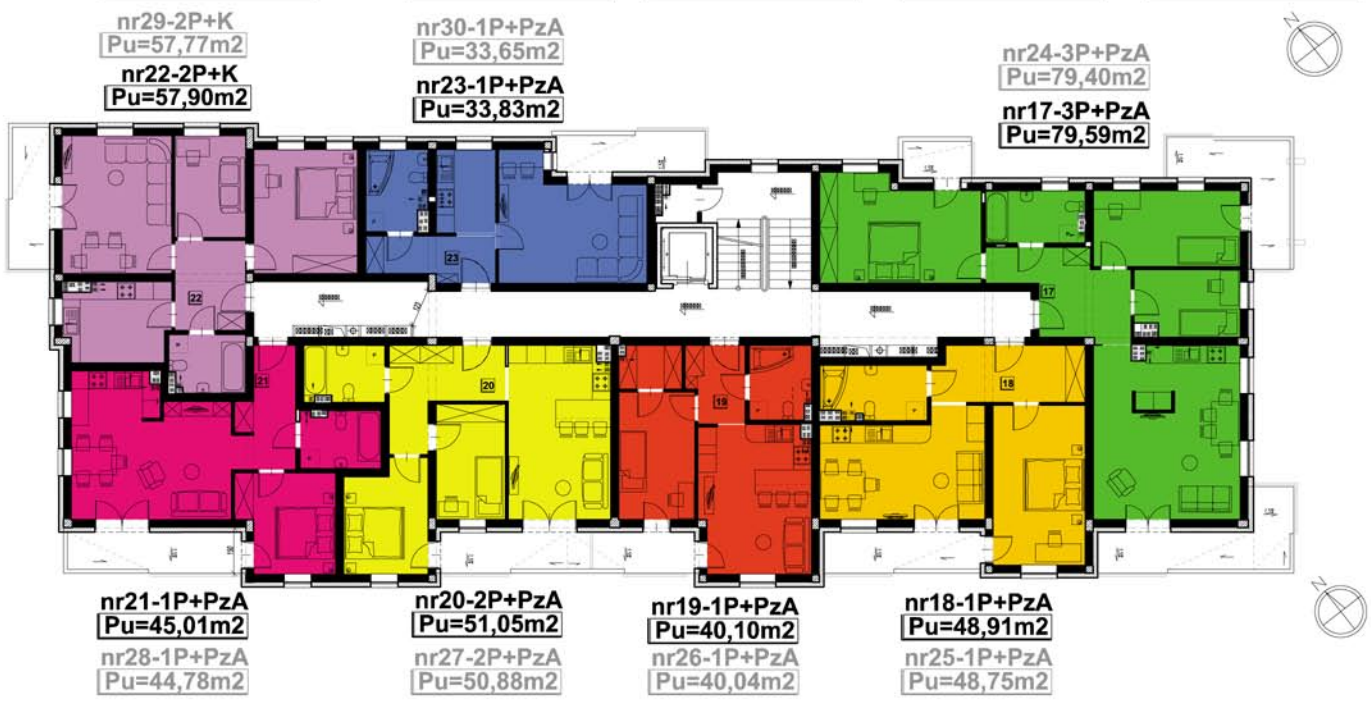 nr29-2P+K
Pu=57,77m2
nr22-2P+K
Pu=57,90m2
nr30-1P+PzA
Pu=33,65m2
nr23-1P+PzA
Pu=33,83m2
nr24-3P+PzA
Pu=79,40m2
nr17-3P+PzA
Pu=79,59m2
N
23
22
17
21
20
19
18
N
nr21-1P+PzA
Pu=45,01m2
nr28-1P+PzA
Pu=44,78m2
nr20-2P+PzA
Pu=51,05m2
nr27-2P+PzA
Pu=50,88m2
nr19-1P+PzA
Pu=40,10m2
nr26-1P+PzA
Pu=40,04m2
nr18-1P+PzA
Pu=48,91m2
nr25-1P+PzA
Pu=48,75m2